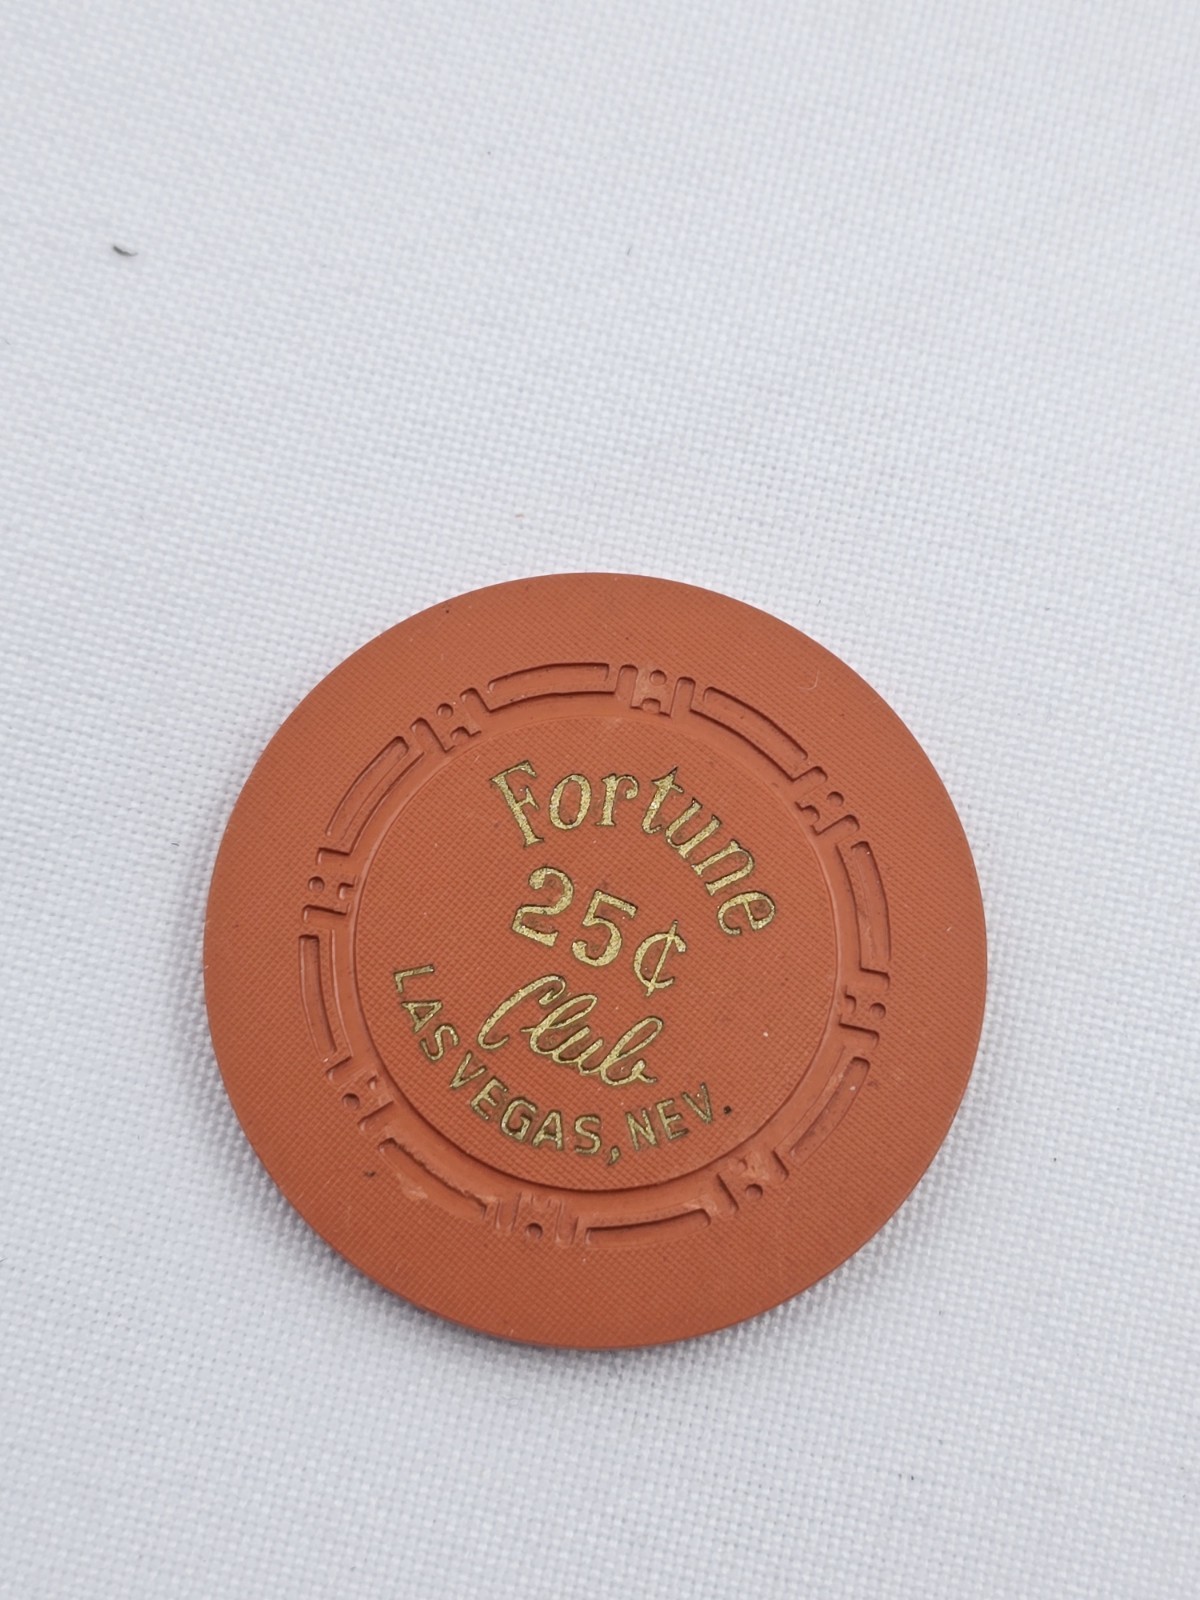 Fortune
25¢
Club
LAS VEGAS, NEV.